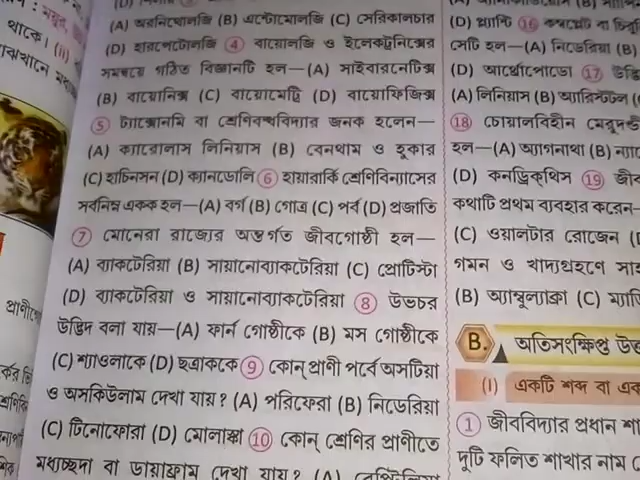 (A) অরনিথোলজি (B) এন্টোমোলজি (C) সেরিকালচার
(D) হারপেটোলজি ④ বায়োলজি ও ইলেকট্রনিক্সের
সমন্বয়ে গঠিত বিজ্ঞানটি হল—(A) সাইবারনেটিক্স
(B) বায়োনিক্স (C) বায়োমেট্রি (D) বায়োফিজিক্স
⑤ ট্যাক্সোনমি বা শ্রেণিবন্ধবিদ্যার জনক হলেন—
(A) ক্যারোলাস লিনিয়াস (B) বেনথাম ও হুকার
(C) হাচিনসন (D) ক্যানডোলি ⑥ হায়ারার্কি শ্রেণিবিন্যাসের
সর্বনিম্ন একক হল—(A) বর্গ (B) গোত্র (C) পর্ব (D) প্রজাতি
⑦ মোনেরা রাজ্যের অন্তর্গত জীবগোষ্ঠী হল—
(A) ব্যাকটেরিয়া (B) সায়ানোব্যাকটেরিয়া (C) প্রোটিস্টা
(D) ব্যাকটেরিয়া ও সায়ানোব্যাকটেরিয়া ⑧ উভচর
উদ্ভিদ বলা যায়—(A) ফার্ন গোষ্ঠীকে (B) মস গোষ্ঠীকে
(C) শ্যাওলাকে (D) ছত্রাককে ⑨ কোন্ প্রাণী পর্বে অসটিয়া
ও অসকিউলাম দেখা যায়? (A) পরিফেরা (B) নিডেরিয়া
(C) টিনোফোরা (D) মোলাস্কা ⑩ কোন্ শ্রেণির প্রাণীতে
মধ্যচ্ছদা বা ডায়াফ্রাম দেখা যায়? (A)
(D) প্ল্যান্টি ⑯ কম্বপ্লেট বা
সেটি হল—(A) নিডেরিয়া (B)
(D) আর্থ্রোপোডা ⑰
(A) লিনিয়াস (B) অ্যারিস্টটল
⑱ চোয়ালবিহীন
হল—(A) অ্যাগনাথা (B)
(D) কনড্রিকথিস ⑲
কথাটি প্রথম ব্যবহার করেন—
(C) ওয়ালটার রোজেন
গমন ও খাদ্যগ্রহণে
(B) অ্যাম্বুল্যাক্রা (C)
B. অতিসংক্ষিপ্ত
(I) একটি শব্দ বা
① জীববিদ্যার প্রধান
দুটি ফলিত শাখার নাম